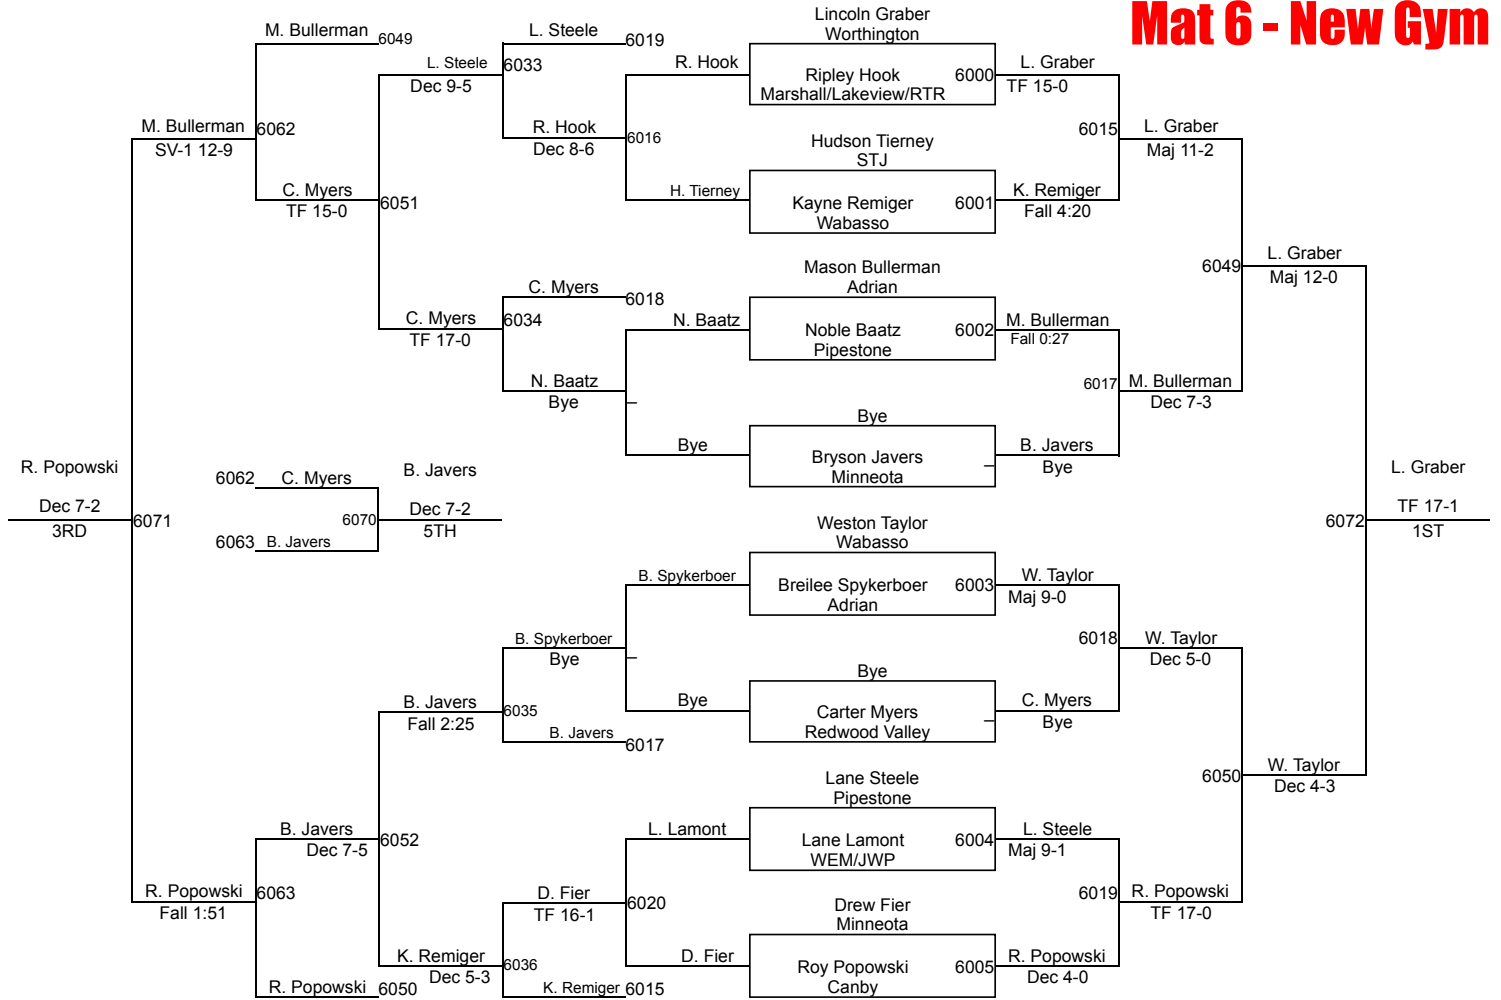 Mat 6 - New Gym
Lincoln Graber
Worthington
M. Bullerman 6049
L. Steele 6019
L. Steele 6033
Dec 9-5
R. Hook
Ripley Hook 6000
Marshall/Lakeview/RTR
L. Graber
TF 15-0
M. Bullerman 6062
SV-1 12-9
R. Hook 6016
Dec 8-6
Hudson Tierney
STJ
6015 L. Graber
Maj 11-2
C. Myers 6051
TF 15-0
H. Tierney
Kayne Remiger 6001
Wabasso
K. Remiger
Fall 4:20
Mason Bullerman
Adrian
6049 L. Graber
Maj 12-0
C. Myers 6018
C. Myers 6034
TF 17-0
N. Baatz
Noble Baatz 6002
Pipestone
M. Bullerman
Fall 0:27
N. Baatz
Bye
–
6017 M. Bullerman
Dec 7-3
Bye
Bye
Bryson Javers
Minneota
–
B. Javers
Bye
R. Popowski
Dec 7-2
3RD
6071
6062 C. Myers
6063 B. Javers
6070
B. Javers
Dec 7-2
5TH
L. Graber
6072
TF 17-1
1ST
Weston Taylor
Wabasso
B. Spykerboer
Breilee Spykerboer 6003
Adrian
W. Taylor
Maj 9-0
B. Spykerboer
Bye
–
6018 W. Taylor
Dec 5-0
Bye
Bye
Carter Myers
Redwood Valley
–
C. Myers
Bye
B. Javers 6035
Fall 2:25
B. Javers 6017
Lane Steele
Pipestone
6050 W. Taylor
Dec 4-3
B. Javers 6052
Dec 7-5
L. Lamont
Lane Lamont 6004
WEM/JWP
L. Steele
Maj 9-1
R. Popowski 6063
Fall 1:51
D. Fier 6020
TF 16-1
Drew Fier
Minneota
6019 R. Popowski
TF 17-0
K. Remiger 6036
Dec 5-3
D. Fier
Roy Popowski 6005
Canby
R. Popowski
Dec 4-0
R. Popowski 6050
K. Remiger 6015